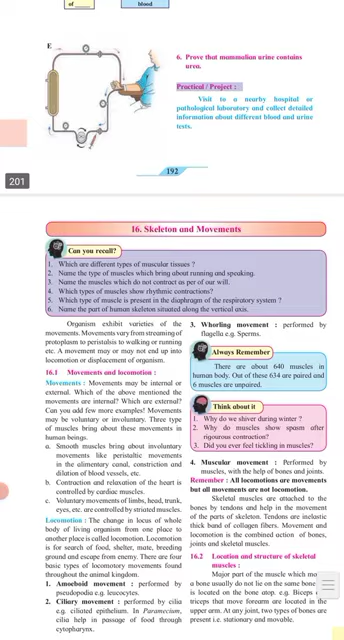 of _____
blood
E
6. Prove that mammalian urine contains
urea.
Practical / Project :
Visit to a nearby hospital or
pathological laboratory and collect detailed
information about different blood and urine
tests.
192
201
16. Skeleton and Movements
Can you recall?
1. Which are different types of muscular tissues ?
2. Name the type of muscles which bring about running and speaking.
3. Name the muscles which do not contract as per of our will.
4. Which types of muscles show rhythmic contractions?
5. Which type of muscle is present in the diaphragm of the respiratory system ?
6. Name the part of human skeleton situated along the vertical axis.
Organism exhibit varieties of the
movements. Movements vary from streaming of
protoplasm to peristalsis to walking or running
etc. A movement may or may not end up into
locomotion or displacement of organism.
16.1 Movements and locomotion :
Movements : Movements may be internal or
external. Which of the above mentioned the
movements are internal? Which are external?
Can you add few more examples! Movements
may be voluntary or involuntary. Three type
of muscles bring about these movements in
human beings.
a. Smooth muscles bring about involuntary
movements like peristaltic movements
in the alimentary canal, constriction and
dilation of blood vessels, etc.
b. Contraction and relaxation of the heart is
controlled by cardiac muscles.
c. Voluntary movements of limbs, head, trunk,
eyes, etc. are controlled by striated muscles.
Locomotion : The change in locus of whole
body of living organism from one place to
another place is called locomotion. Locomotion
is for search of food, shelter, mate, breeding
ground and escape from enemy. There are four
basic types of locomotory movements found
throughout the animal kingdom.
1. Amoeboid movement : performed by
pseudopodia e.g. leucocytes.
2. Ciliary movement : performed by cilia
e.g. ciliated epithelium. In Paramecium,
cilia help in passage of food through
cytopharynx.
3. Whorling movement : performed by
flagella e.g. Sperms.
Always Remember
There are about 640 muscles in
human body. Out of these 634 are paired and
6 muscles are unpaired.
Think about it
1. Why do we shiver during winter ?
2. Why do muscles show spasm after
rigourous contraction?
3. Did you ever feel tickling in muscles?
4. Muscular movement : Performed by
muscles, with the help of bones and joints.
Remember : All locomotions are movements
but all movements are not locomotion.
Skeletal muscles are attached to the
bones by tendons and help in the movement
of the parts of skeleton. Tendons are inelastic
thick band of collagen fibers. Movement and
locomotion is the combined action of bones,
joints and skeletal muscles.
16.2 Location and structure of skeletal
muscles :
Major part of the muscle which mov
a bone usually do not lie on the same bone
is located on the bone atop. e.g. Biceps
tricpes that move forearm are located in the
upper arm. At any joint, two types of bones are
present i.e. stationary and movable.